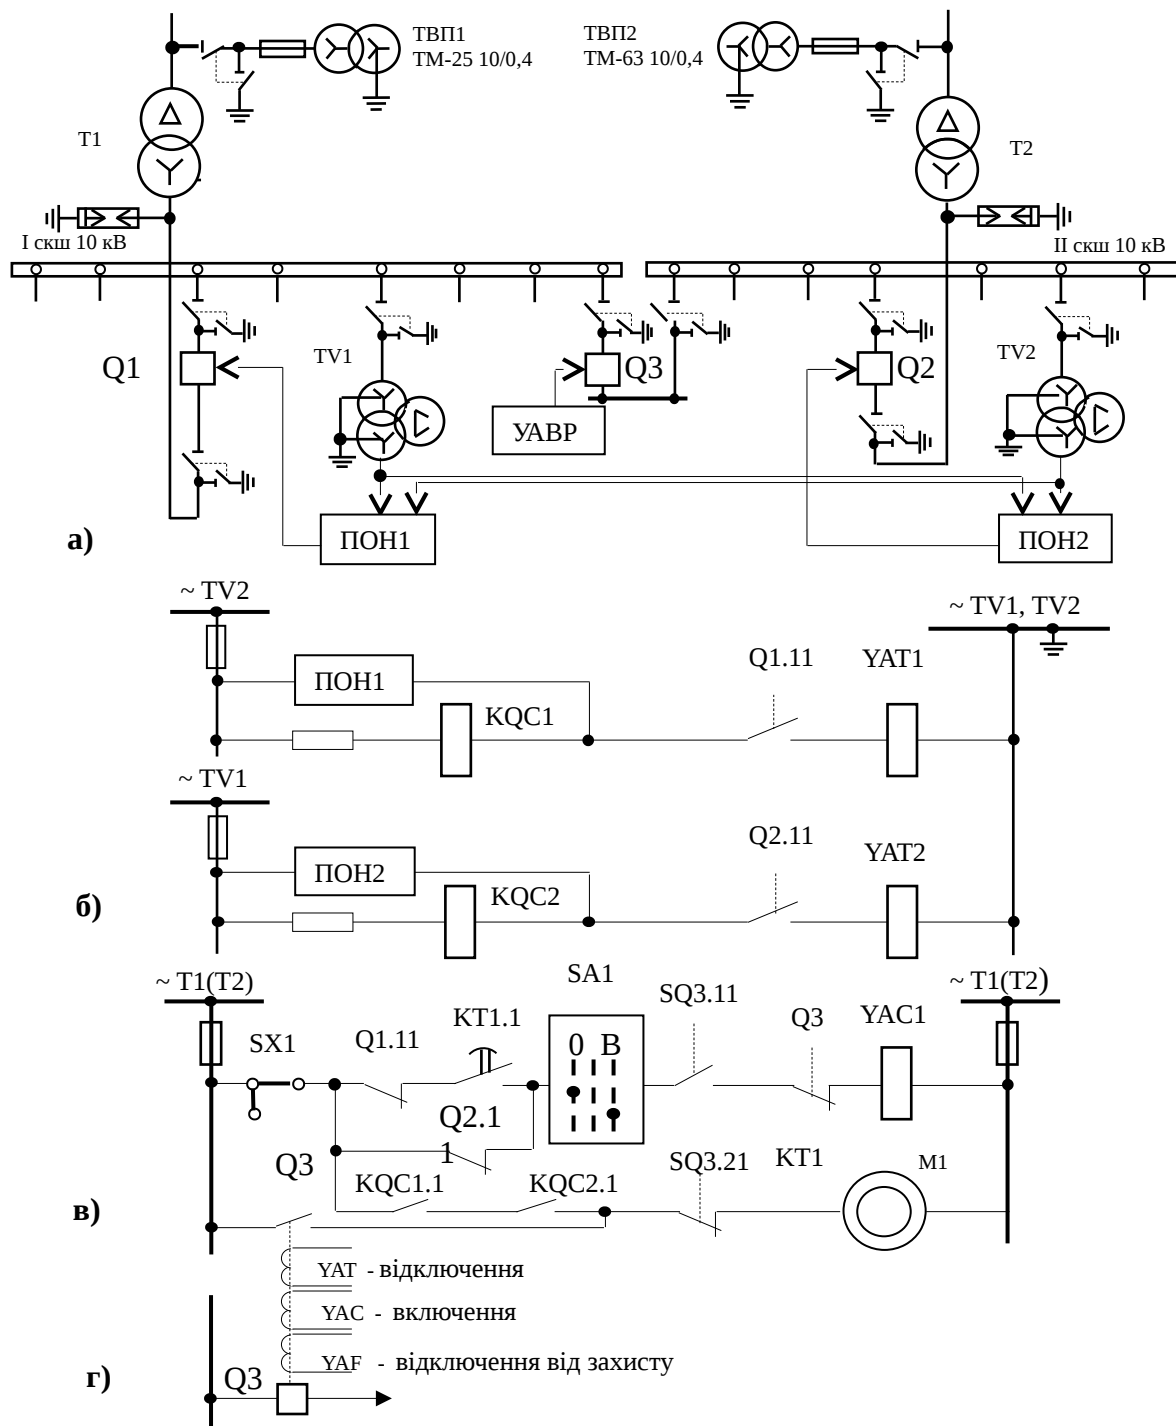 ТВП1
ТМ-25 10/0,4
ТВП2
ТМ-63 10/0,4
Т1
Т2
I скш 10 кВ
II скш 10 кВ
Q1
TV1
Q3
Q2
TV2
УАВР
ПОН1
ПОН2
а)
~ TV2
~ TV1, TV2
ПОН1
KQC1
Q1.11
YAT1
~ TV1
ПОН2
KQC2
Q2.11
YAT2
б)
~ T1(T2)
SA1
~ T1(T2)
SX1
Q1.11
KT1.1
0 В
SQ3.11
Q3
YAC1
Q2.1
1
Q3
KQC1.1
KQC2.1
SQ3.21
KT1
М1
в)
YAT - відключення
YAC - включення
YAF - відключення від захисту
г)
Q3